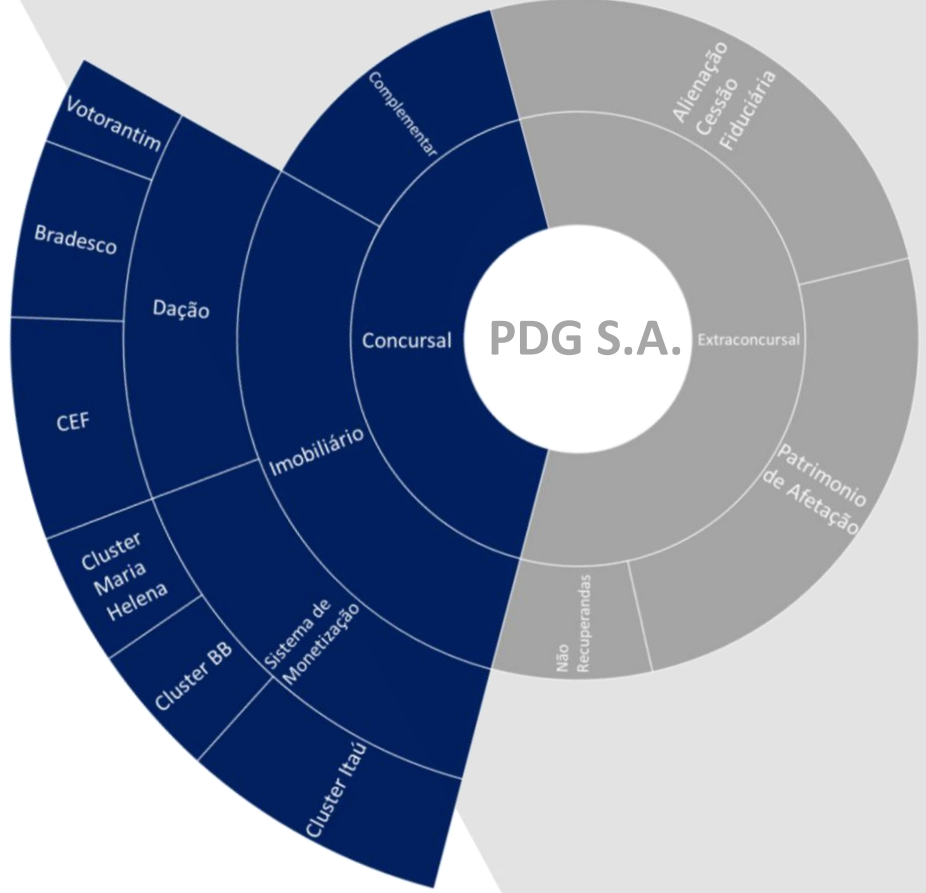 PDG S.A.
Concursal
Complementar
Imobiliário
Dação
Votorantim
Bradesco
CEF
Sistema de
Monetização
Cluster
Maria
Helena
Cluster BB
Cluster Itaú
Extraconcursal
Alienação
Cessão
Fiduciária
Patrimonio
de Afetação
Não
Recuperandas